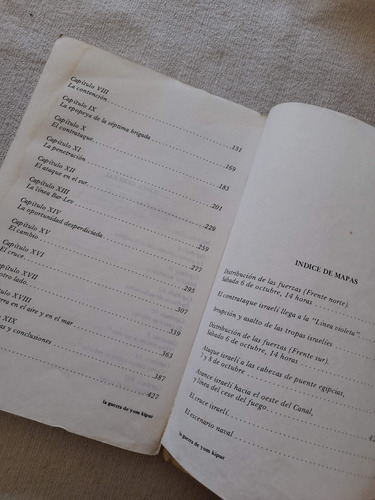 Capítulo VIII
La contención
Capítulo IX
La epopeya de la séptima brigada 169
Capítulo X
El contraataque 183
Capítulo XI
La penetración 201
Capítulo XII
El ataque en el sur 229
Capítulo XIII
La línea Bar-Lev
Capítulo XIV
La oportunidad desperdiciada 277
Capítulo XV
El cambio 295
Capítulo XVI
El cruce 307
XVII
otro lado 339
XVIII
en el aire y en el mar 363
XIX
y conclusiones 387
427
la guerra de yom kipur
INDICE DE MAPAS
Distribución de las fuerzas (Frente norte).
Sábado 6 de octubre, 14 horas
El contraataque israelí llega a la "Línea violeta"
Irrupción y asalto de las tropas israelíes
Distribución de las fuerzas (Frente sur).
Sábado 6 de octubre, 14 horas
Ataque israelí a las cabezas de puente egipcias,
7 y 8 de octubre
Avance israelí hacia el oeste del Canal,
y línea del cese del fuego
El cruce israelí
El escenario naval
la guerra de yom kipur